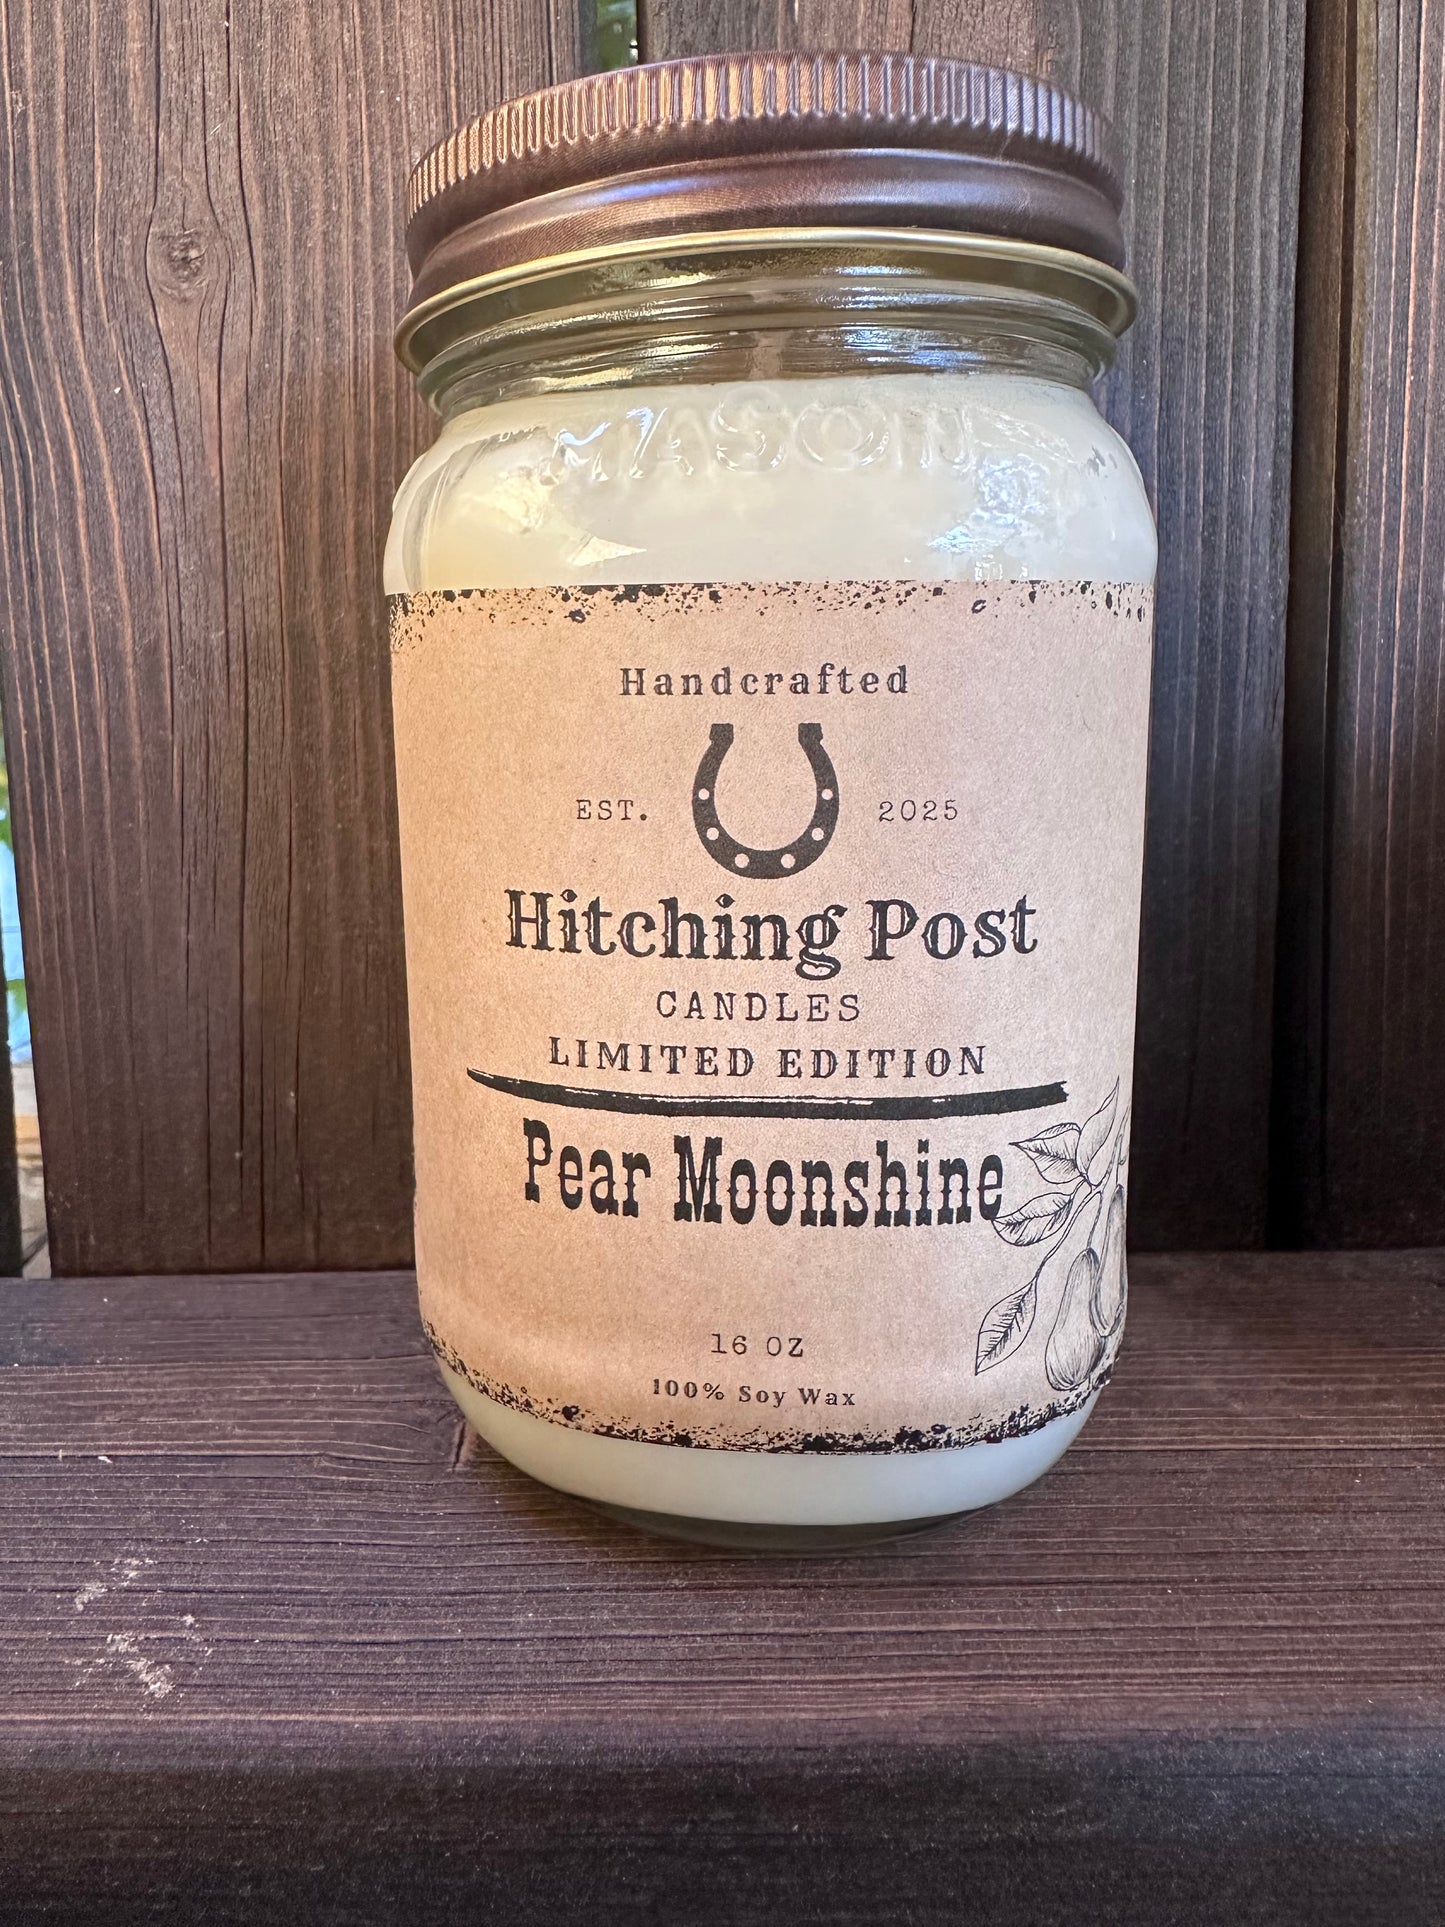 MASON
Handcrafted
EST. 2025
Hitching Post
CANDLES
LIMITED EDITION
Pear Moonshine
16 OZ
100% Soy Wax